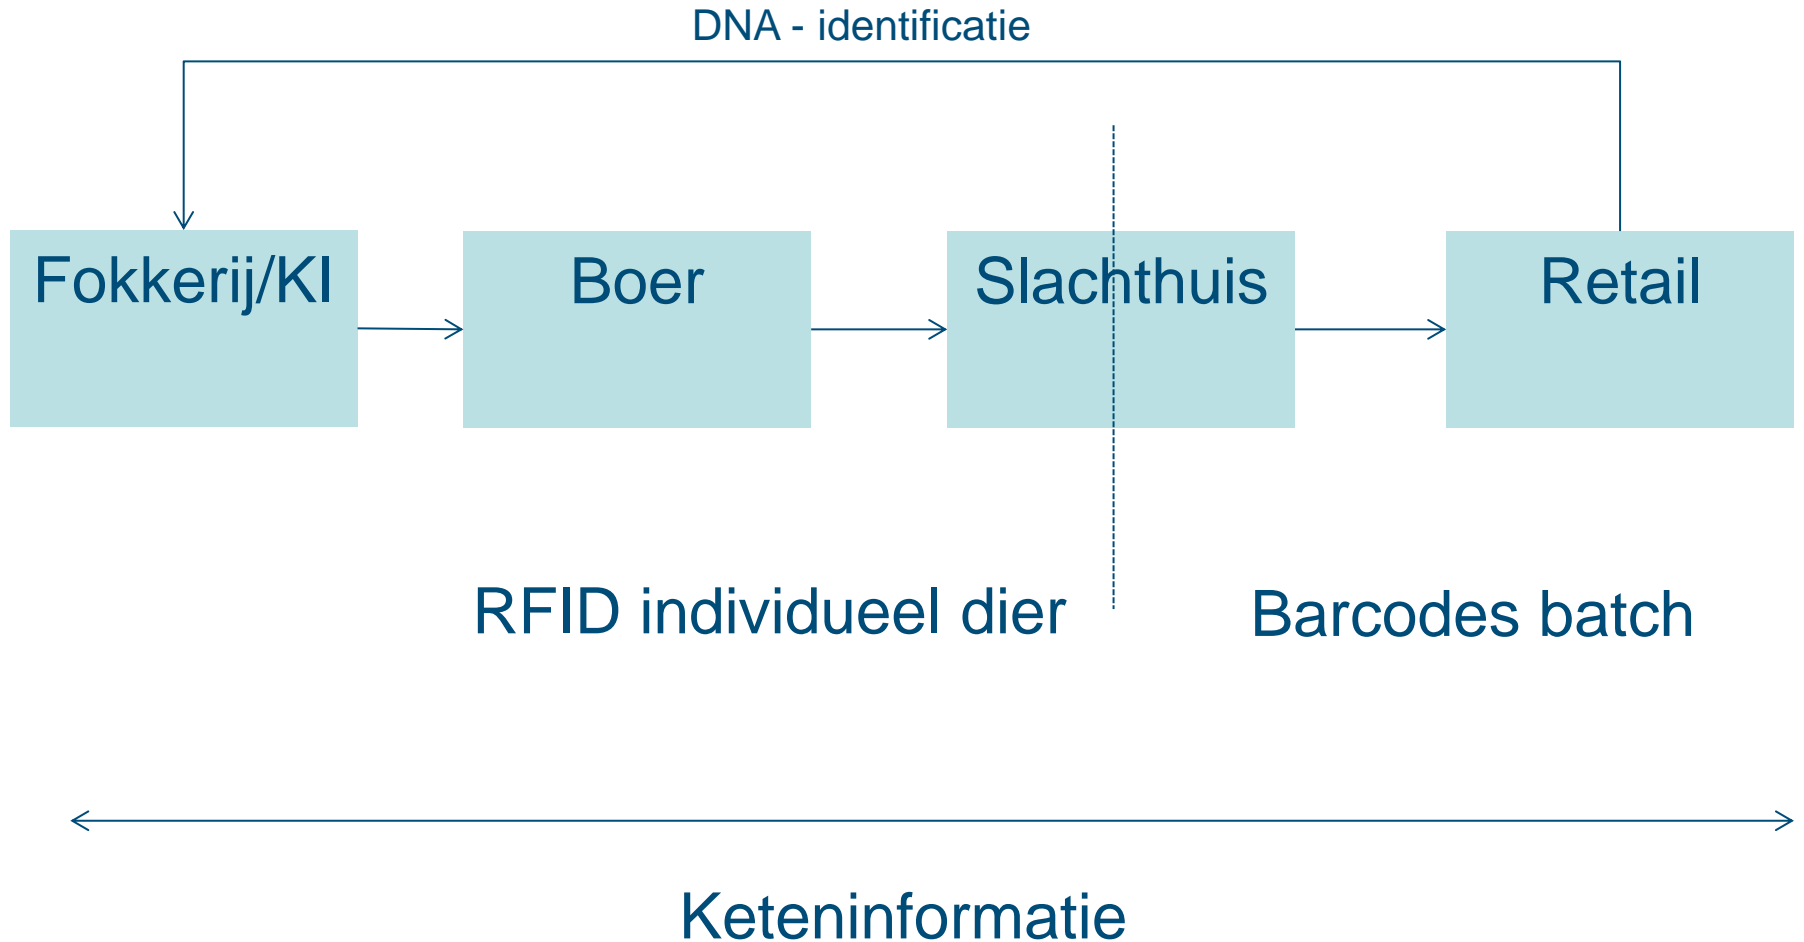 DNA - identificatie
Fokkerij/KI
Boer
Slachthuis
Retail
RFID individueel dier
Barcodes batch
Keteninformatie